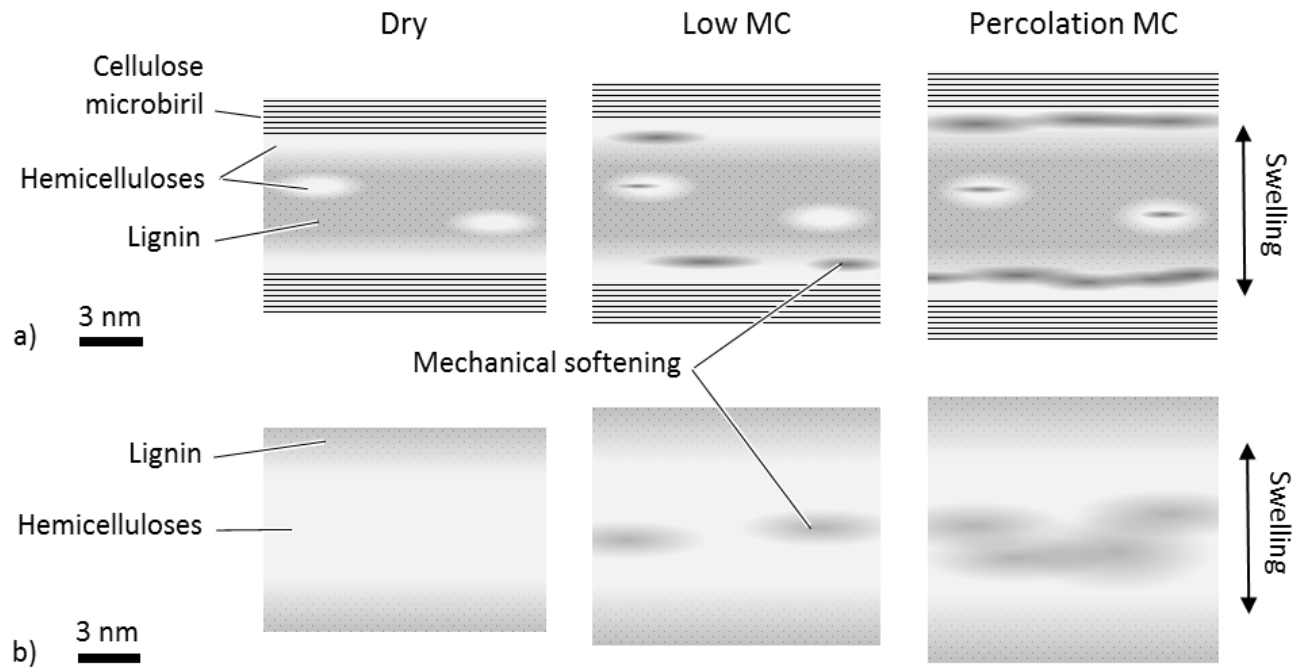 Dry
Low MC
Percolation MC
Cellulose
microbiril
Hemicelluloses
Lignin
Swelling
a)
3 nm
Mechanical softening
Lignin
Hemicelluloses
Swelling
b)
3 nm